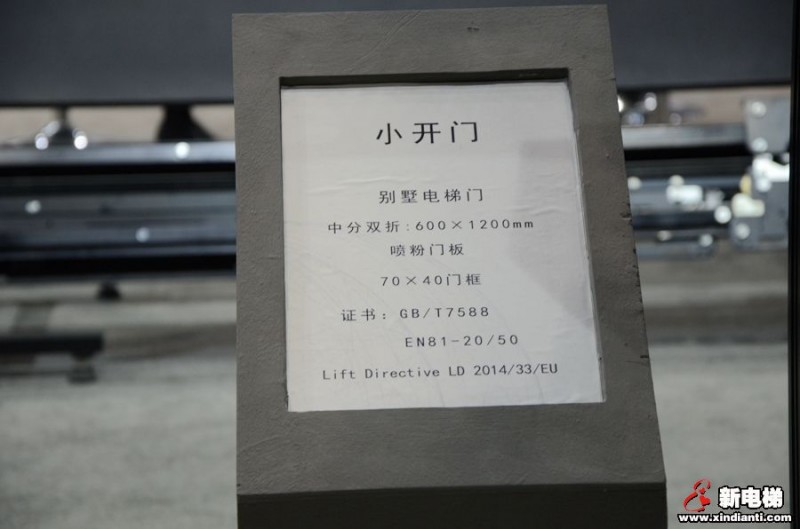 小开门
别墅电梯门
中分双折:600×1200mm
喷粉门板
70×40门框
证书：GB/T7588
EN81-20/50
Lift Directive LD 2014/33/EU
新电梯
www.xindianti.com